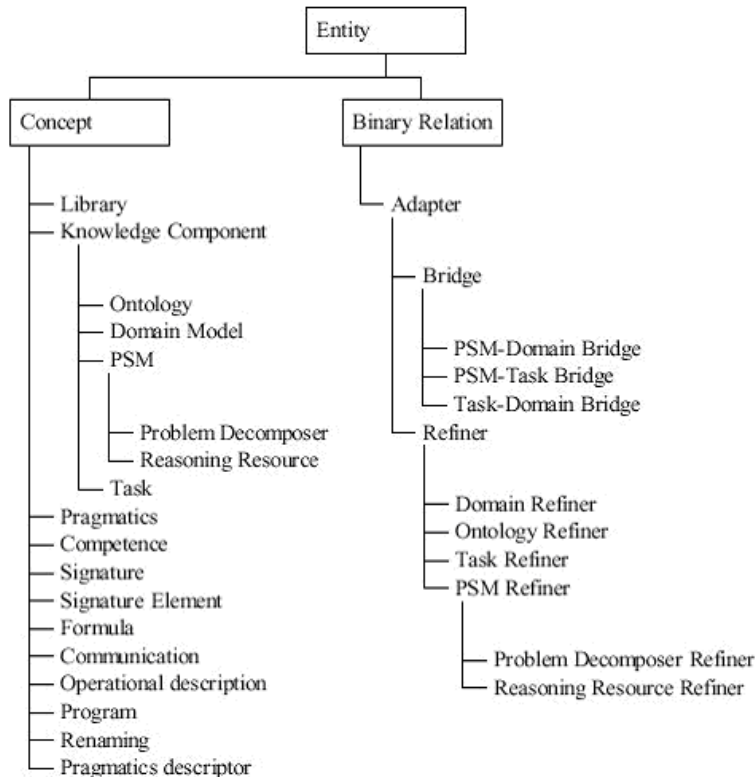 Entity
Concept
Library
Knowledge Component
Ontology
Domain Model
PSM
Problem Decomposer
Reasoning Resource
Task
Pragmatics
Competence
Signature
Signature Element
Formula
Communication
Operational description
Program
Renaming
Pragmatics descriptor
Binary Relation
Adapter
Bridge
PSM-Domain Bridge
PSM-Task Bridge
Task-Domain Bridge
Refiner
Domain Refiner
Ontology Refiner
Task Refiner
PSM Refiner
Problem Decomposer Refiner
Reasoning Resource Refiner